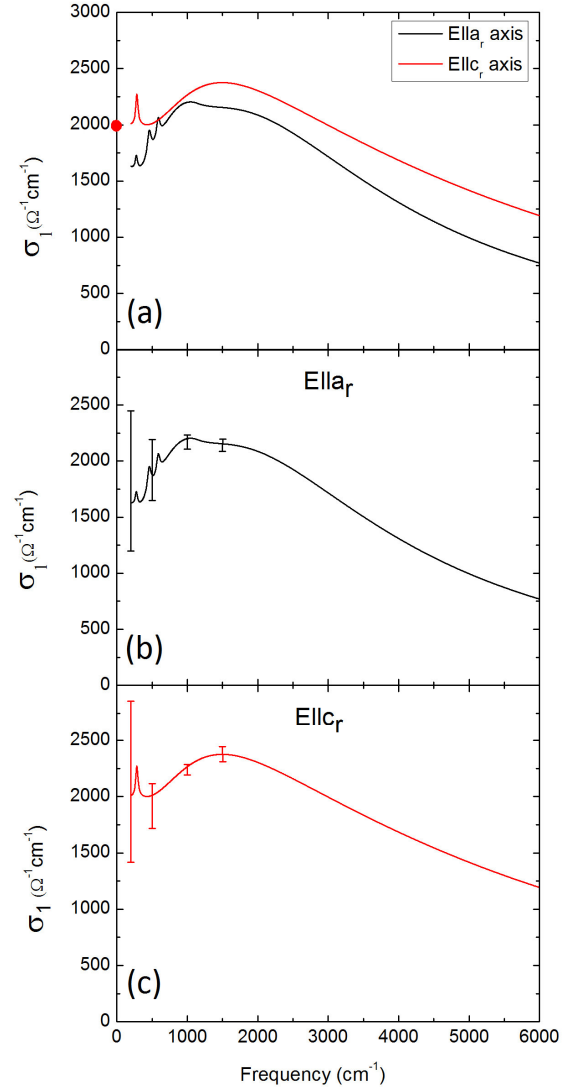 3000
2500
2000
1500
1000
500
0
σ₁(Ω⁻¹cm⁻¹)
Ella_r axis
Ellc_r axis
(a)
Ella_r
2500
2000
1500
1000
500
0
σ₁(Ω⁻¹cm⁻¹)
(b)
Ellc_r
2500
2000
1500
1000
500
0
σ1(Ω⁻¹cm⁻¹)
(c)
0 1000 2000 3000 4000 5000 6000
Frequency (cm⁻¹)